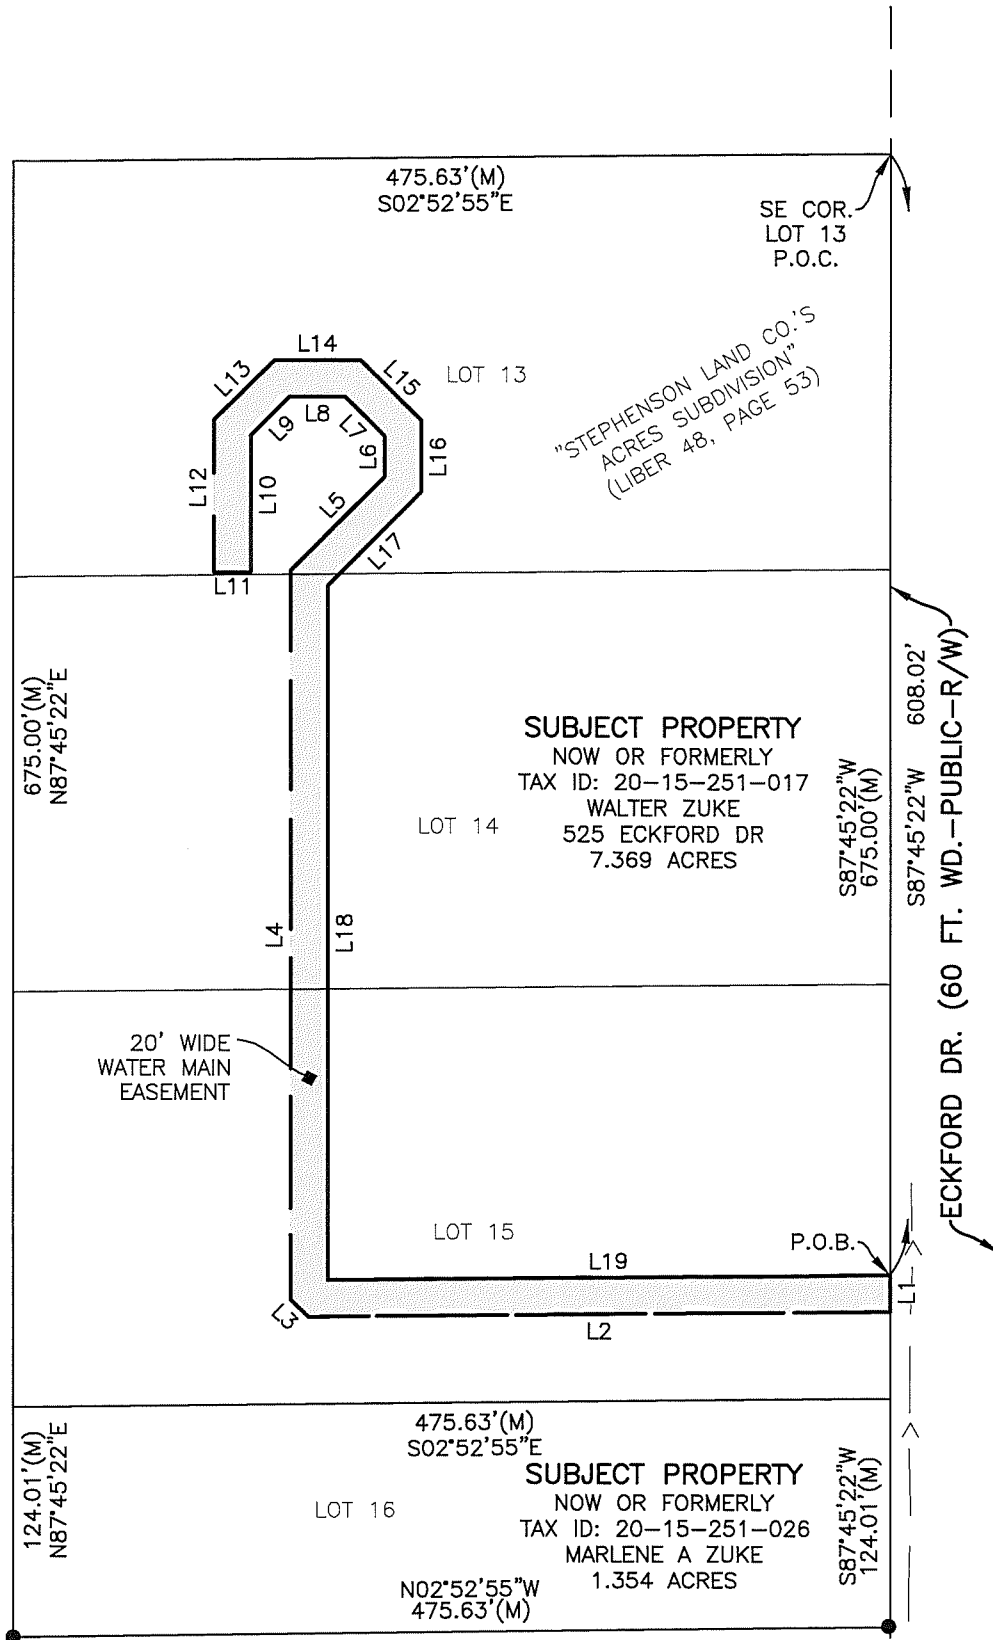 475.63'(M)
S02°52'55"E
SE COR.
LOT 13
P.O.C.
"STEPHENSON LAND CO.'S
ACRES SUBDIVISION"
(LIBER 48, PAGE 53)
L14
L13
L15
LOT 13
L8
L9
L7
L6
L16
L12
L10
L5
L17
L11
675.00'(M)
N87°45'22"E
SUBJECT PROPERTY
NOW OR FORMERLY
TAX ID: 20-15-251-017
WALTER ZUKE
525 ECKFORD DR
7.369 ACRES
LOT 14
S87°45'22"W
675.00'(M)
S87°45'22"W 608.02'
ECKFORD DR. (60 FT. WD.-PUBLIC-R/W)
L4
L18
20' WIDE
WATER MAIN
EASEMENT
LOT 15
P.O.B.
L19
L1
L3
L2
475.63'(M)
S02°52'55"E
124.01'(M)
N87°45'22"E
SUBJECT PROPERTY
NOW OR FORMERLY
TAX ID: 20-15-251-026
MARLENE A ZUKE
1.354 ACRES
LOT 16
S87°45'22"W
124.01'(M)
N02°52'55"W
475.63'(M)